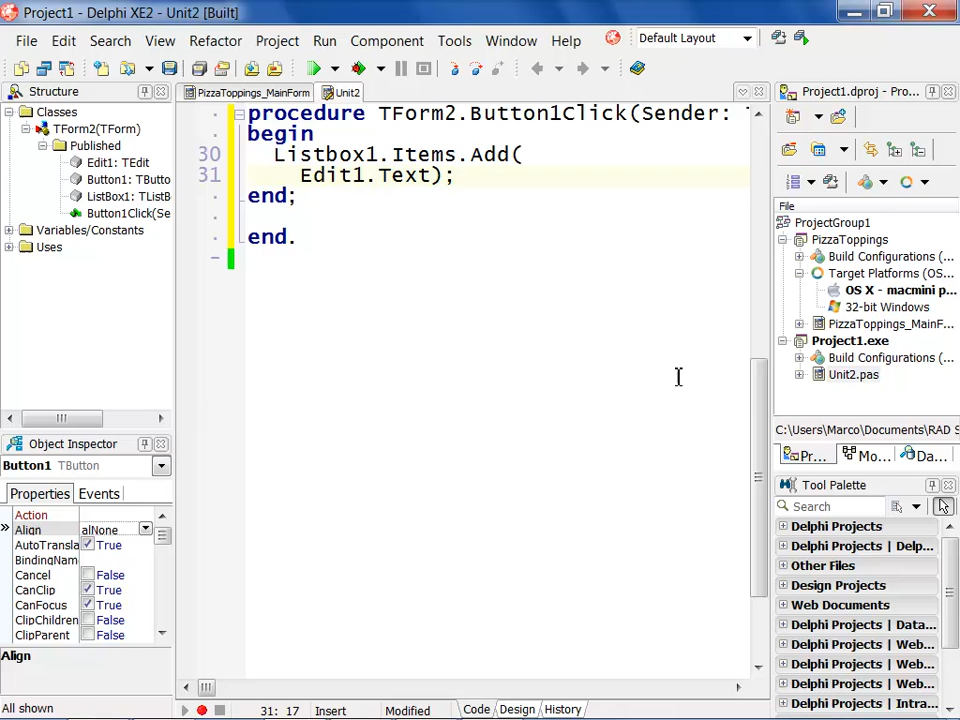 Project1 - Delphi XE2 - Unit2 [Built]
File Edit Search View Refactor Project Run Component Tools Window Help Default Layout
Structure
Classes
TForm2(TForm)
Published
Edit1: TEdit
Button1: TButto
ListBox1: TListB
Button1Click(Se
Variables/Constants
Uses
Object Inspector
Button1 TButton
Properties Events
Action
Align alNone
AutoTransla True
BindingName
Cancel False
CanClip True
CanFocus True
ClipChildren False
ClipParent False
Align
All shown
PizzaToppings_MainForm Unit2
procedure TForm2.Button1Click(Sender: T
begin
30 Listbox1.Items.Add(
31 Edit1.Text);
end;
end.
31: 17 Insert Modified Code Design History
Project1.dproj - Pro...
File
ProjectGroup1
PizzaToppings
Build Configurations (...
Target Platforms (OS...
OS X - macmini p...
32-bit Windows
PizzaToppings_MainF...
Project1.exe
Build Configurations (...
Unit2.pas
C:\Users\Marco\Documents\RAD S
Pr... Mo... Da...
Tool Palette
Search
Delphi Projects
Delphi Projects | Delp...
Other Files
Design Projects
Web Documents
Delphi Projects | Data...
Delphi Projects | Web...
Delphi Projects | Web...
Delphi Projects | Web...
Delphi Projects | Intra...